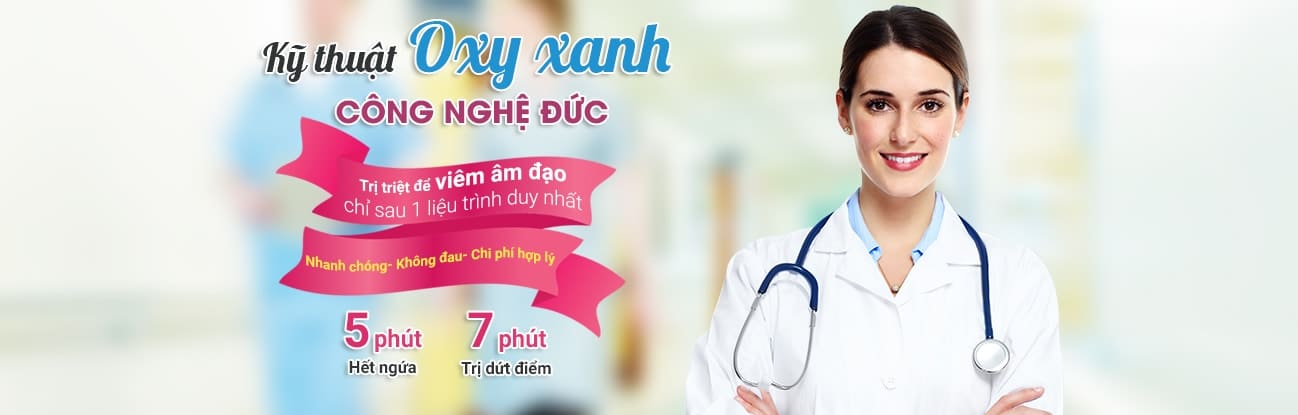 Kỹ thuật Oxy xanh
CÔNG NGHỆ ĐỨC
Trị triệt để viêm âm đạo
chỉ sau 1 liệu trình duy nhất
Nhanh chóng- Không đau- Chi phí hợp lý
5 phút 7 phút
Hết ngứa Trị dứt điểm